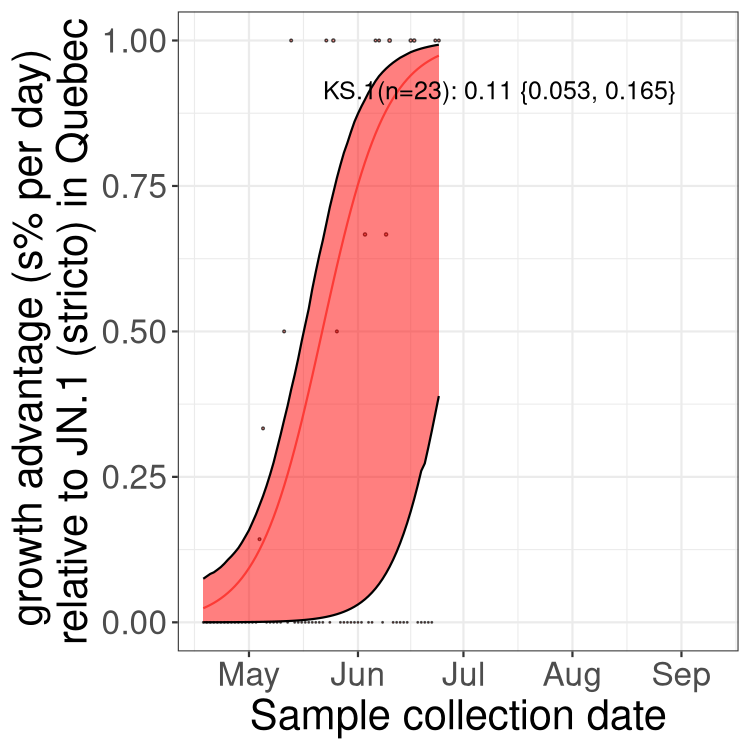 growth advantage (s% per day)
relative to JN.1 (stricto) in Quebec
1.00
0.75
0.50
0.25
0.00
KS.1(n=23): 0.11 {0.053, 0.165}
May Jun Jul Aug Sep
Sample collection date